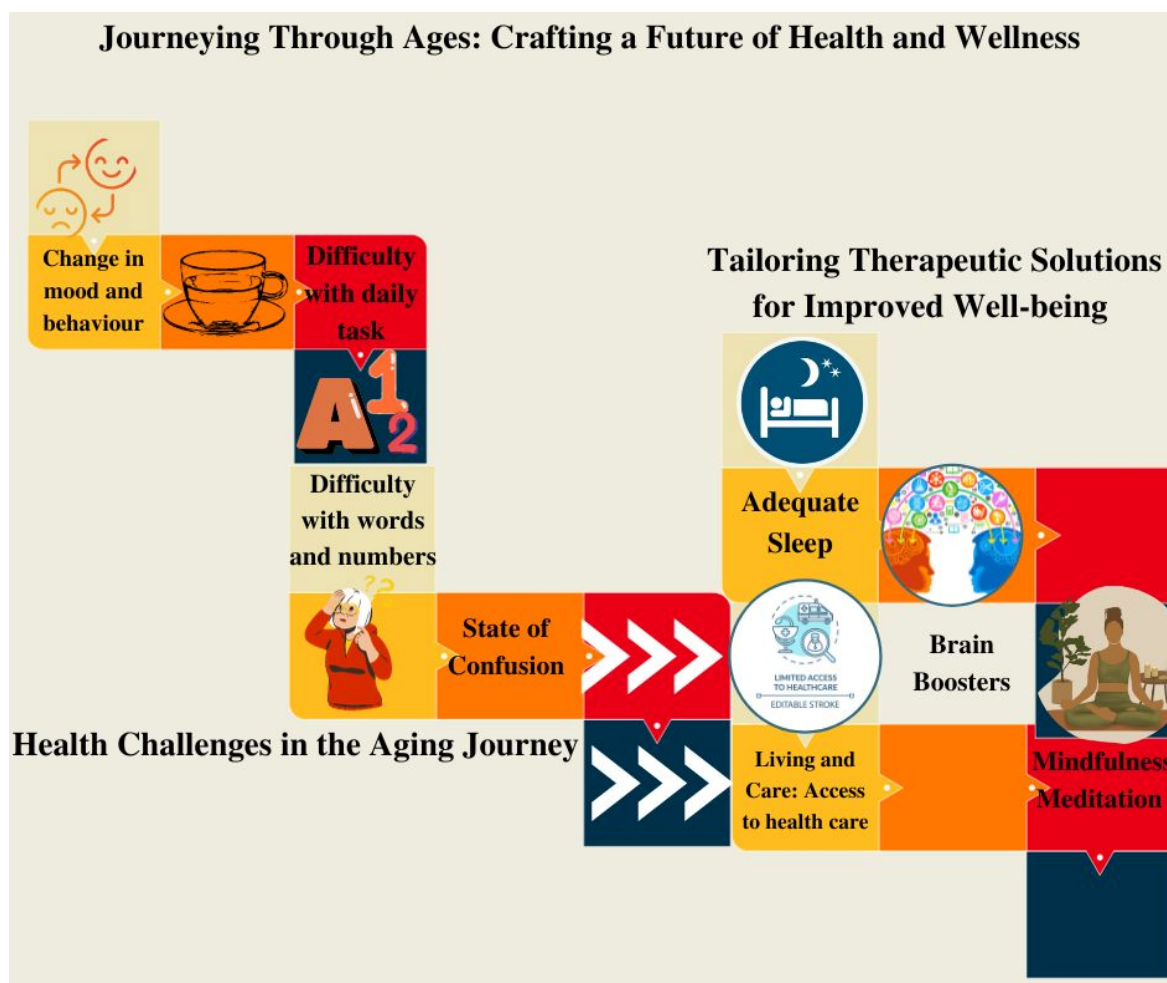 Journeying Through Ages: Crafting a Future of Health and Wellness
Change in
mood and
behaviour
Difficulty
with daily
task
A
1
2
Difficulty
with words
and numbers
??
State of
Confusion
Health Challenges in the Aging Journey
Tailoring Therapeutic Solutions
for Improved Well-being
Adequate
Sleep
LIMITED ACCESS
TO HEALTHCARE
EDITABLE STROKE
Brain
Boosters
Living and
Care: Access
to health care
Mindfulness
Meditation